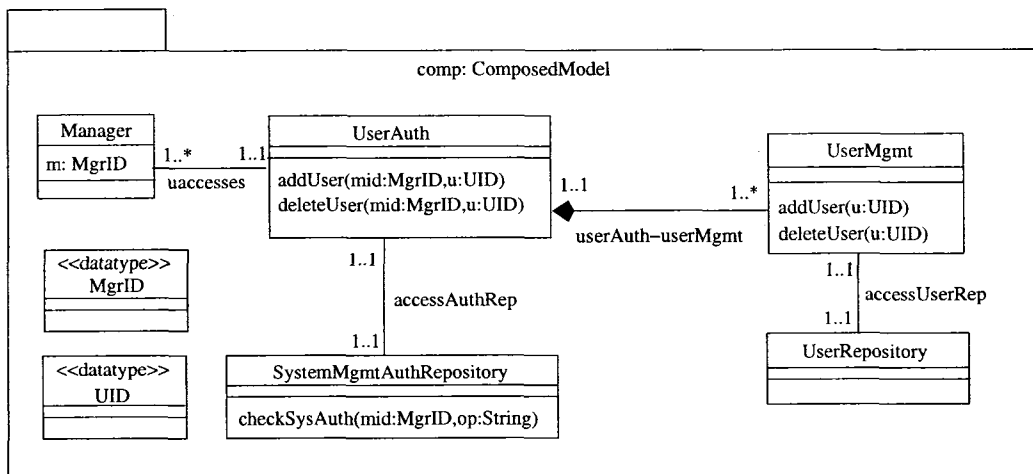 comp: ComposedModel
Manager
m: MgrID
1..*
1..1
uaccesses
UserAuth
addUser(mid:MgrID,u:UID)
deleteUser(mid:MgrID,u:UID)
1..1
1..*
userAuth–userMgmt
UserMgmt
addUser(u:UID)
deleteUser(u:UID)
1..1
accessAuthRep
1..1
1..1
accessUserRep
1..1
<<datatype>>
MgrID
<<datatype>>
UID
SystemMgmtAuthRepository
checkSysAuth(mid:MgrID,op:String)
UserRepository